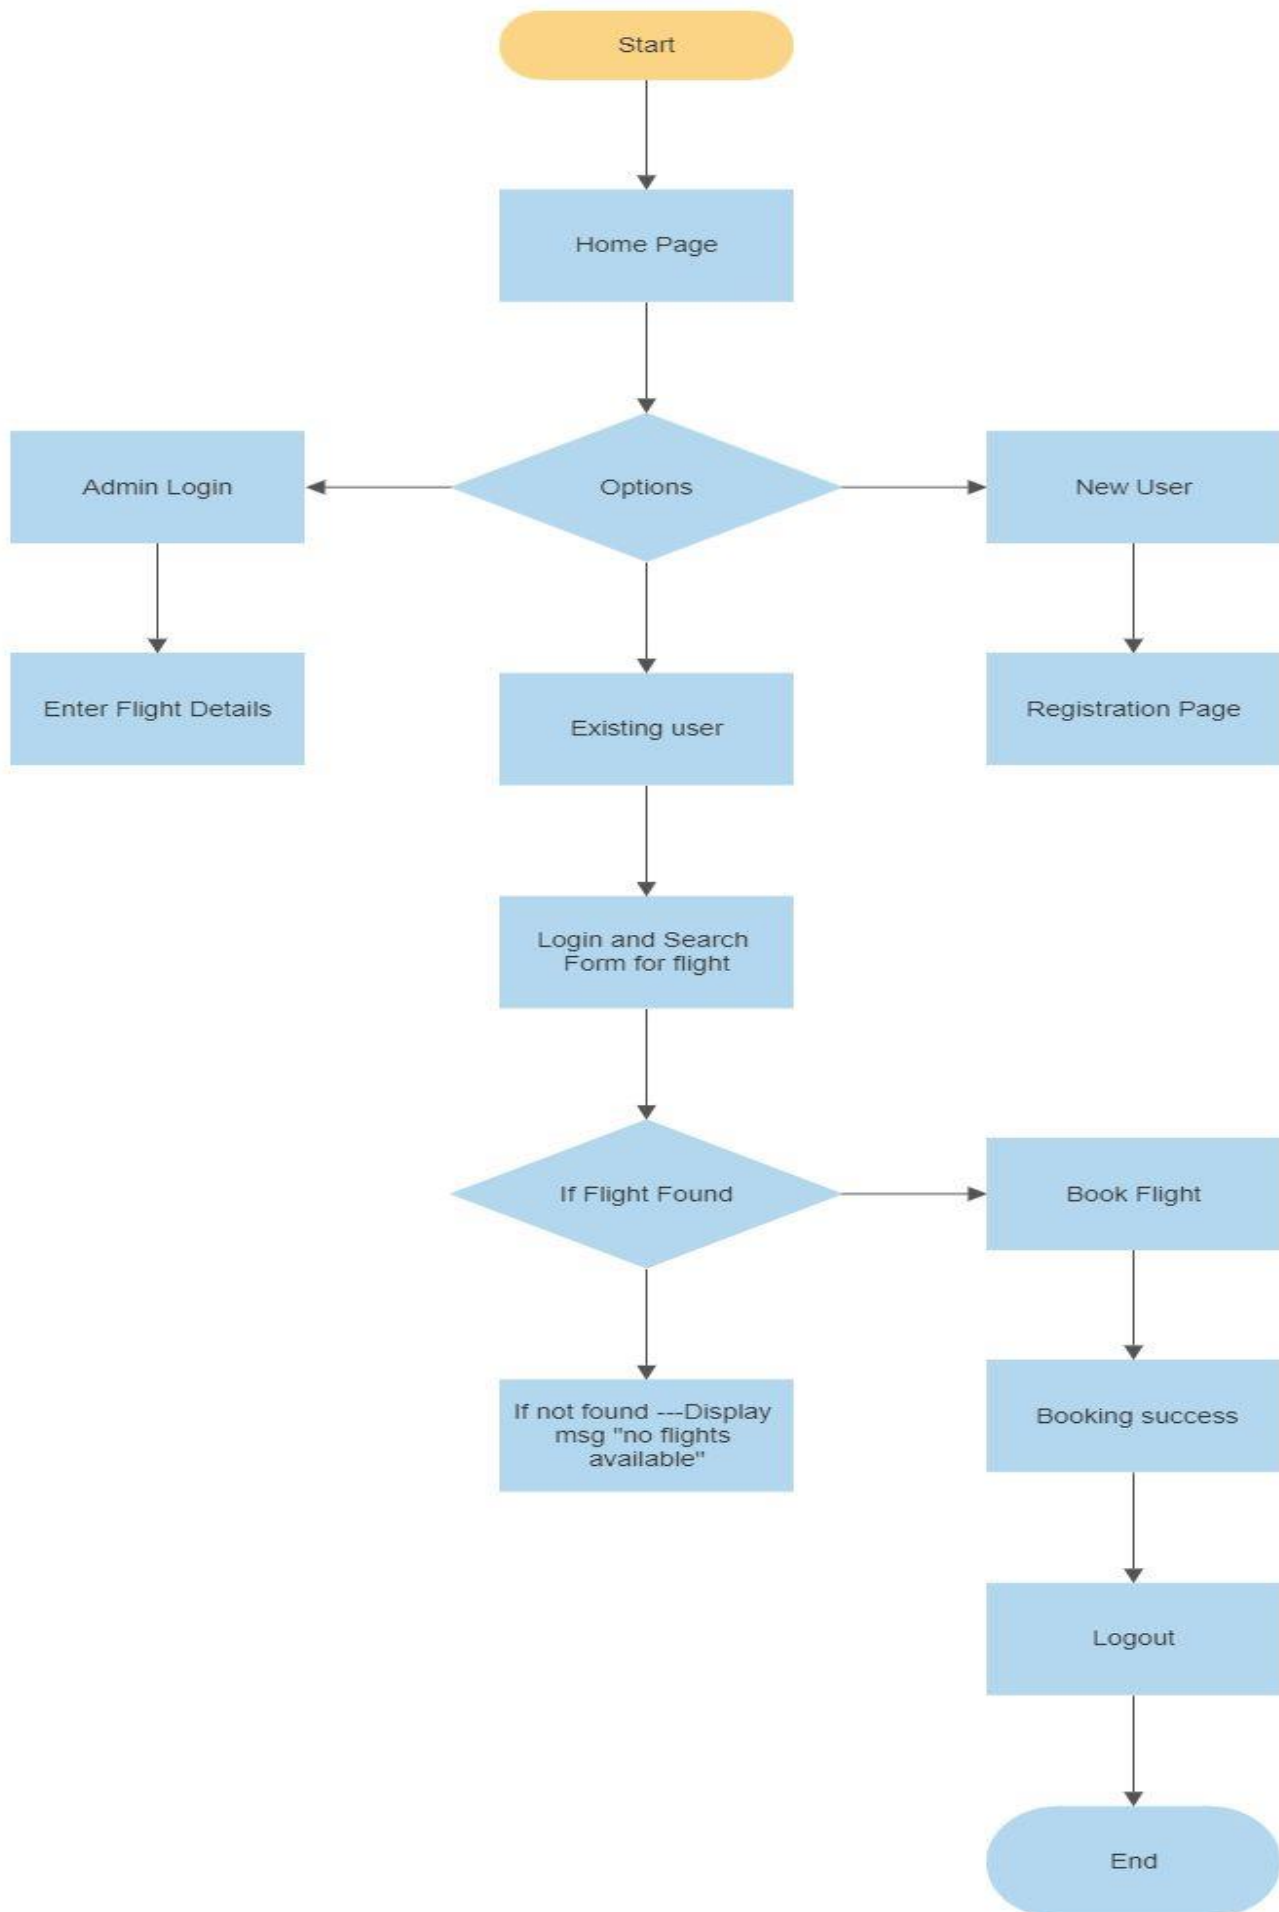 Start
Home Page
Admin Login
Options
New User
Enter Flight Details
Existing user
Registration Page
Login and Search
Form for flight
If Flight Found
Book Flight
If not found ---Display
msg "no flights
available"
Booking success
Logout
End